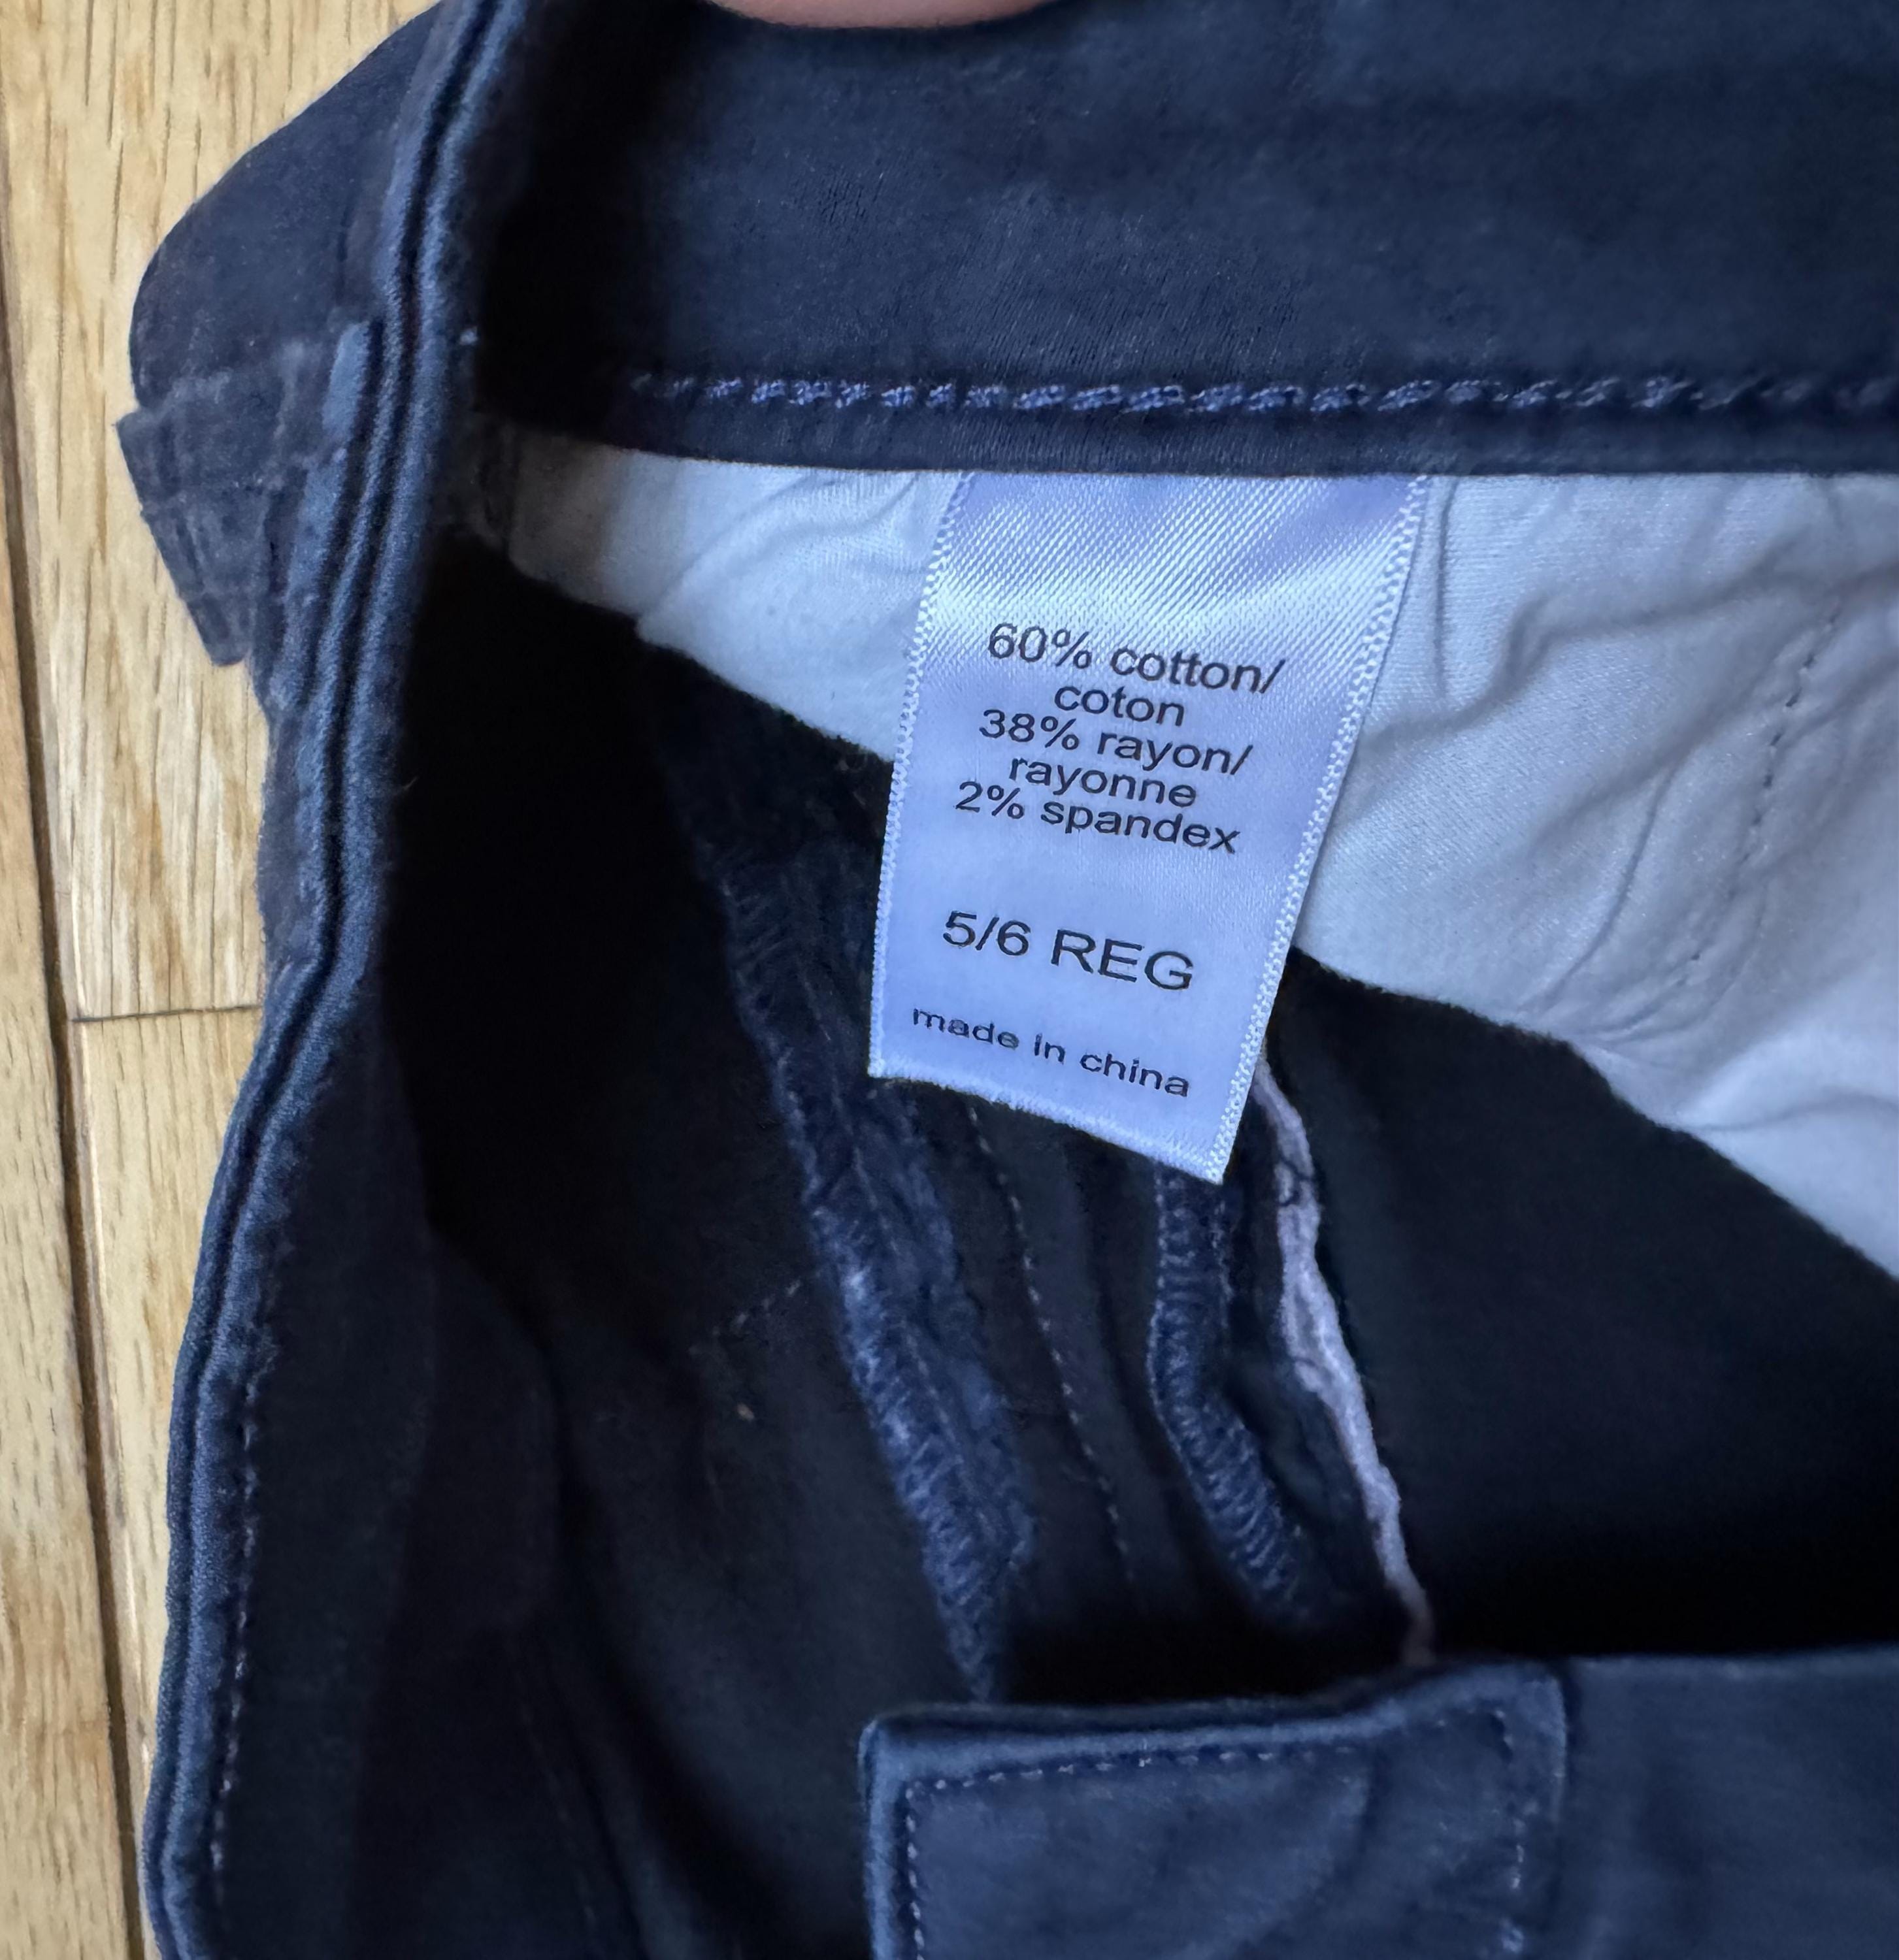 60% cotton/
coton
38% rayon/
rayonne
2% spandex
5/6 REG
made in china